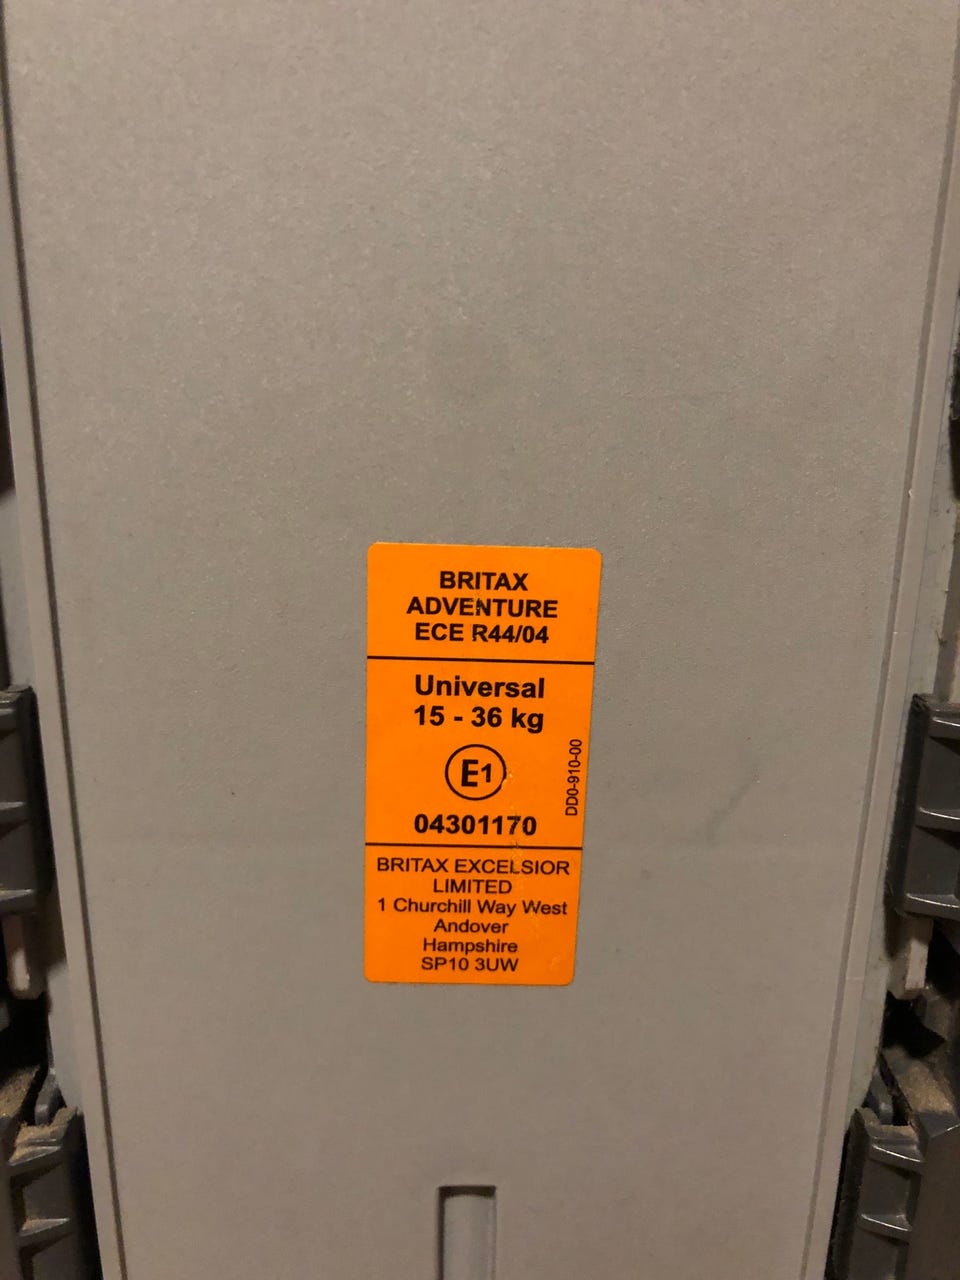 BRITAX
ADVENTURE
ECE R44/04
Universal
15 - 36 kg
E1
04301170
DD0-910-00
BRITAX EXCELSIOR
LIMITED
1 Churchill Way West
Andover
Hampshire
SP10 3UW